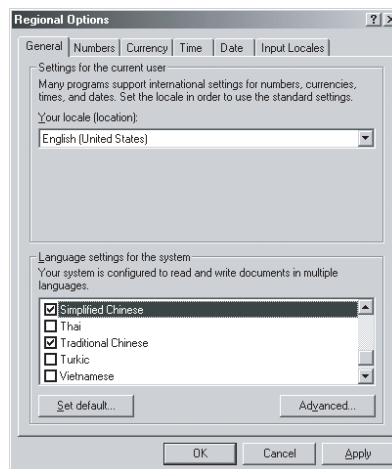 Regional Options
General Numbers Currency Time Date Input Locales
Settings for the current user
Many programs support international settings for numbers, currencies,
times, and dates. Set the locale in order to use the standard settings.
Your locale (location):
English (United States)
Language settings for the system
Your system is configured to read and write documents in multiple
languages.
Simplified Chinese
Thai
Traditional Chinese
Turkic
Vietnamese
Set default... Advanced...
OK Cancel Apply